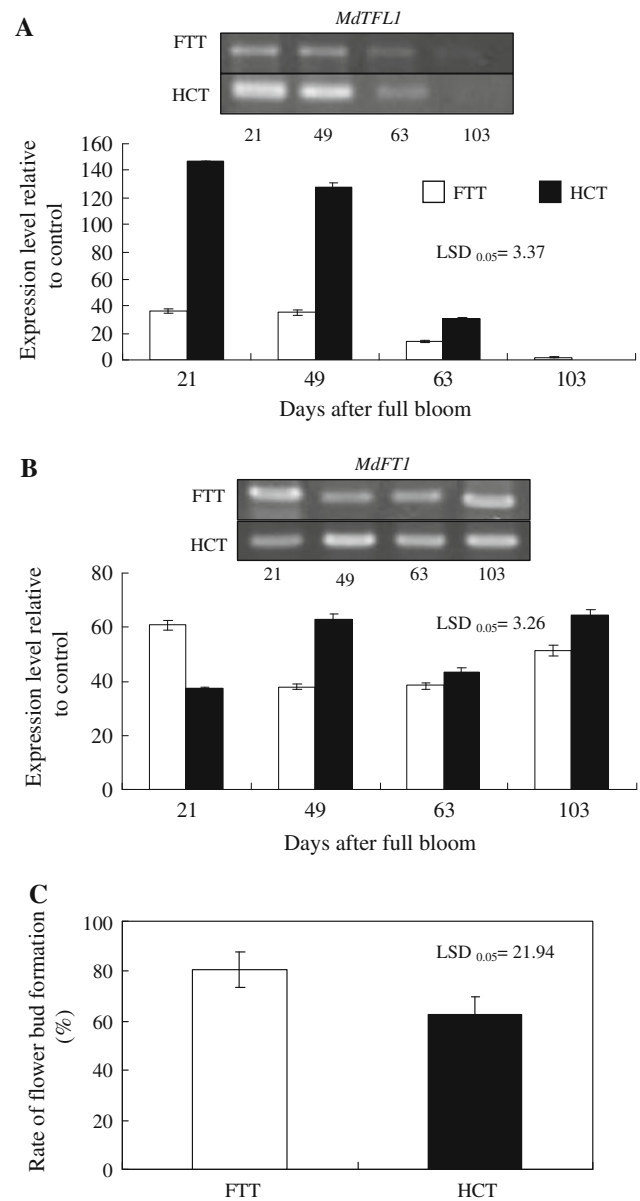 A
MdTFL1
FTT
HCT
21 49 63 103
160
140
120
100
80
60
40
20
0
Expression level relative
to control
FTT HCT
LSD 0.05= 3.37
21 49 63 103
Days after full bloom
B
MdFT1
FTT
HCT
21 49 63 103
80
60
40
20
0
Expression level relative
to control
LSD 0.05= 3.26
21 49 63 103
Days after full bloom
C
100
80
60
40
20
0
Rate of flower bud formation
(%)
LSD 0.05= 21.94
FTT HCT